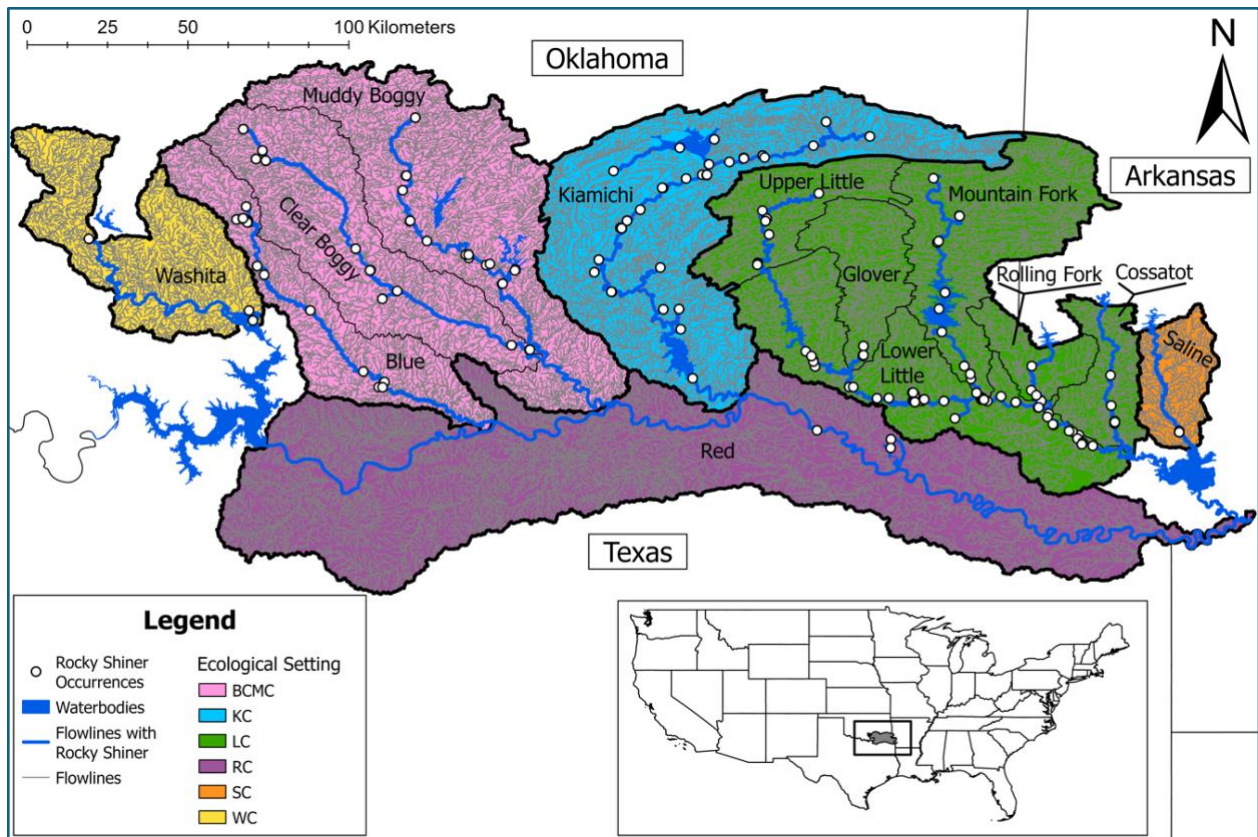 0 25 50 100 Kilometers
Oklahoma
N
Muddy Boggy
Arkansas
Kiamichi
Upper Little
Mountain Fork
Clear Boggy
Washita
Glover
Rolling Fork
Cossatot
Saline
Blue
Lower
Little
Red
Texas
Legend
Rocky Shiner
Occurrences
Waterbodies
Flowlines with
Rocky Shiner
Flowlines
Ecological Setting
BCMC
KC
LC
RC
SC
WC